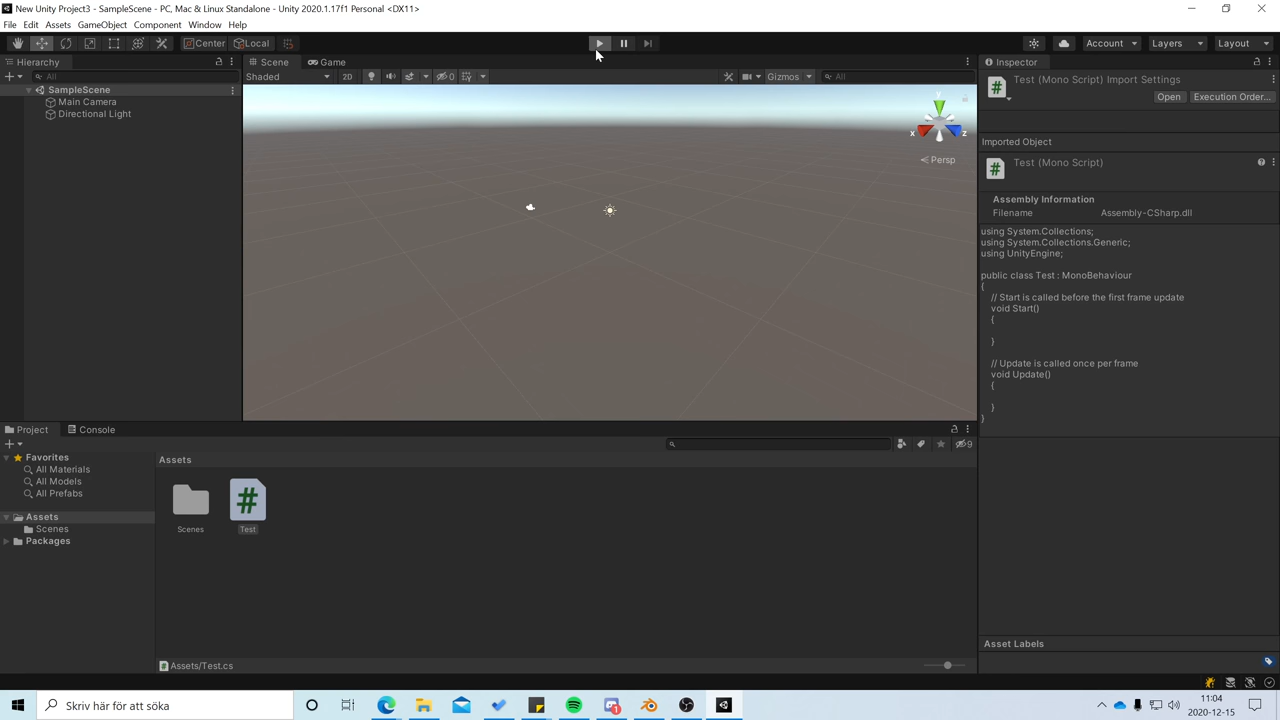 New Unity Project3 - SampleScene - PC, Mac & Linux Standalone - Unity 2020.1.17f1 Personal <DX11>
File Edit Assets GameObject Component Window Help
Center Local Account Layers Layout
Hierarchy
All
SampleScene
Main Camera
Directional Light
Scene Game
Shaded 2D 0 Gizmos All
y
x z
Persp
Inspector
Test (Mono Script) Import Settings
Open Execution Order...
Imported Object
Test (Mono Script)
Assembly Information
Filename Assembly-CSharp.dll
using System.Collections;
using System.Collections.Generic;
using UnityEngine;
public class Test : MonoBehaviour
{
// Start is called before the first frame update
void Start()
{
}
// Update is called once per frame
void Update()
{
}
}
Asset Labels
Project Console
9
Favorites
All Materials
All Models
All Prefabs
Assets
Scenes
Packages
Assets
Scenes Test
Assets/Test.cs
Skriv här för att söka
11:04
2020-12-15